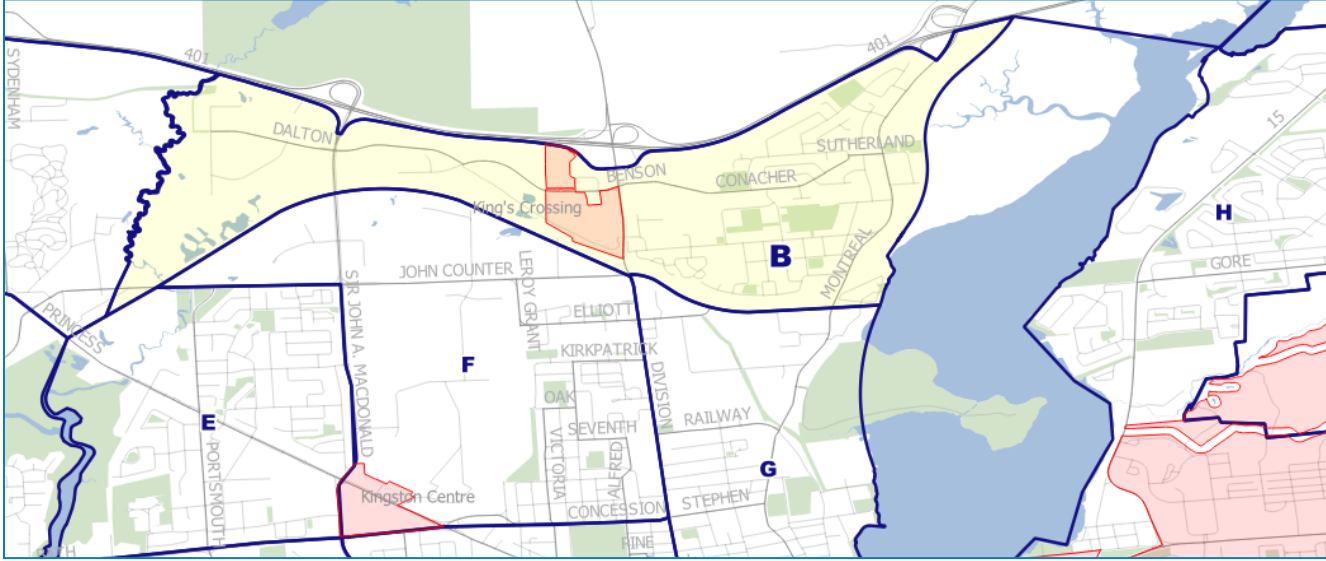 401
401
SYDENHAM
15
DALTON
SUTHERLAND
BENSON
CONACHER
King's Crossing
H
B
MONTREAL
GORE
JOHN COUNTER
LEROY GRANT
SIR JOHN A. MACDONALD
ELLIOTT
PRINCESS
KIRKPATRICK
F
DIVISION
OAK
RAILWAY
E
SEVENTH
VICTORIA
ALFRED
PORTSMOUTH
G
Kingston Centre
STEPHEN
CONCESSION
PINE